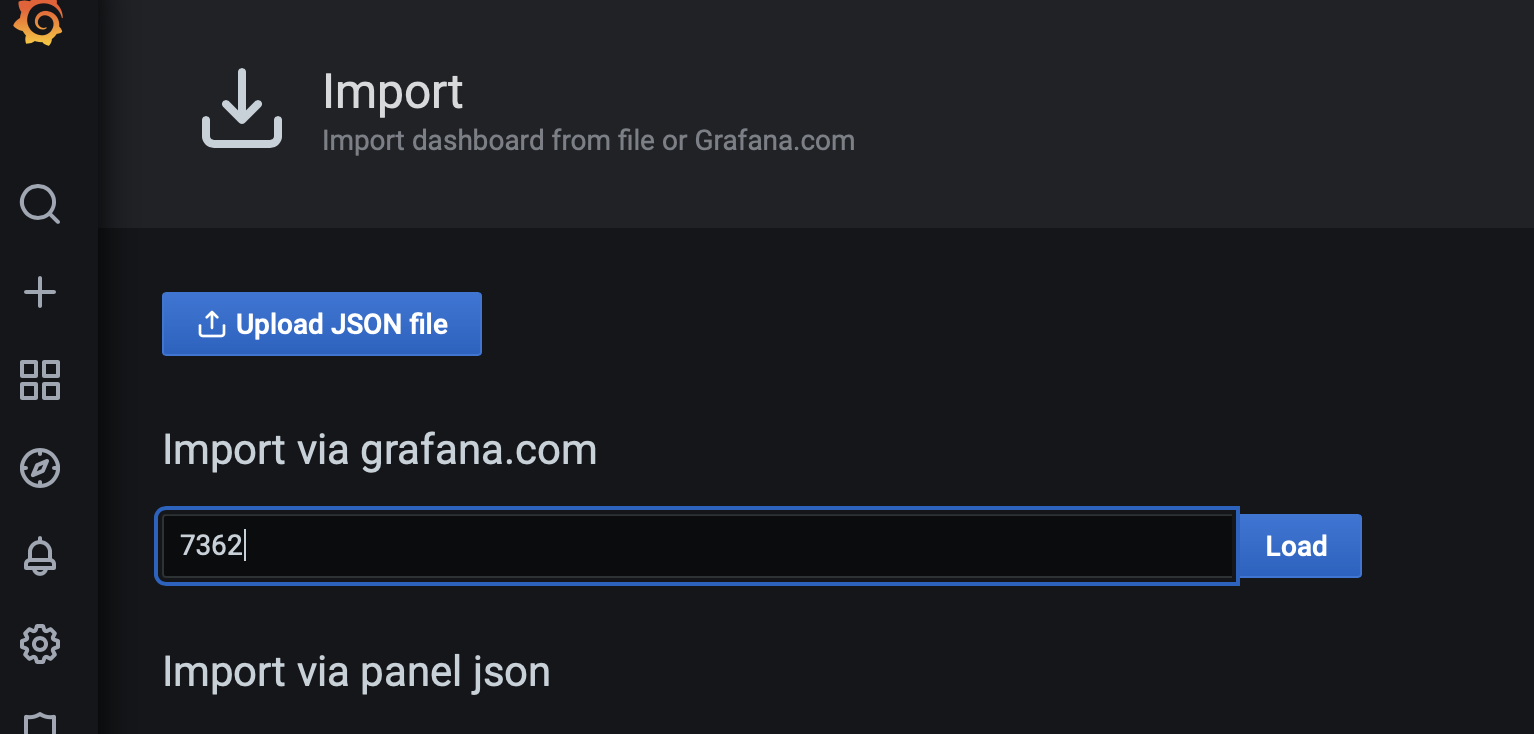 Import
Import dashboard from file or Grafana.com
Upload JSON file
Import via grafana.com
7362
Load
Import via panel json